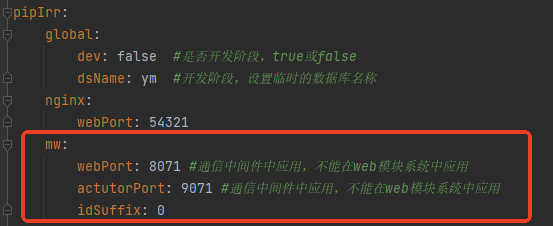 pipIrr:
global:
dev: false #是否开发阶段，true或false
dsName: ym #开发阶段，设置临时的数据库名称
nginx:
webPort: 54321
mw:
webPort: 8071 #通信中间件中应用，不能在web模块系统中应用
actutorPort: 9071 #通信中间件中应用，不能在web模块系统中应用
idSuffix: 0